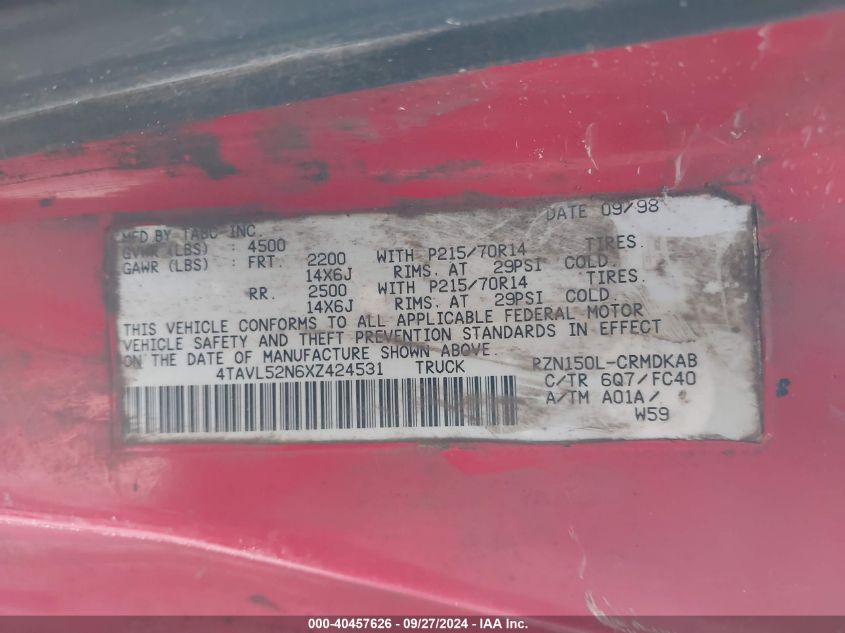 MFD BY TABC INC DATE 09/98
GVWR (LBS) : 4500
GAWR (LBS) : FRT. 2200 WITH P215/70R14 TIRES.
14X6J RIMS. AT 29PSI COLD.
RR. 2500 WITH P215/70R14 TIRES.
14X6J RIMS. AT 29PSI COLD.
THIS VEHICLE CONFORMS TO ALL APPLICABLE FEDERAL MOTOR
VEHICLE SAFETY AND THEFT PREVENTION STANDARDS IN EFFECT
ON THE DATE OF MANUFACTURE SHOWN ABOVE.
4TAVL52N6XZ424531 TRUCK RZN150L-CRMDKAB
C/TR 6Q7/FC40
A/TM A01A/
W59
000-40457626 - 09/27/2024 - IAA Inc.